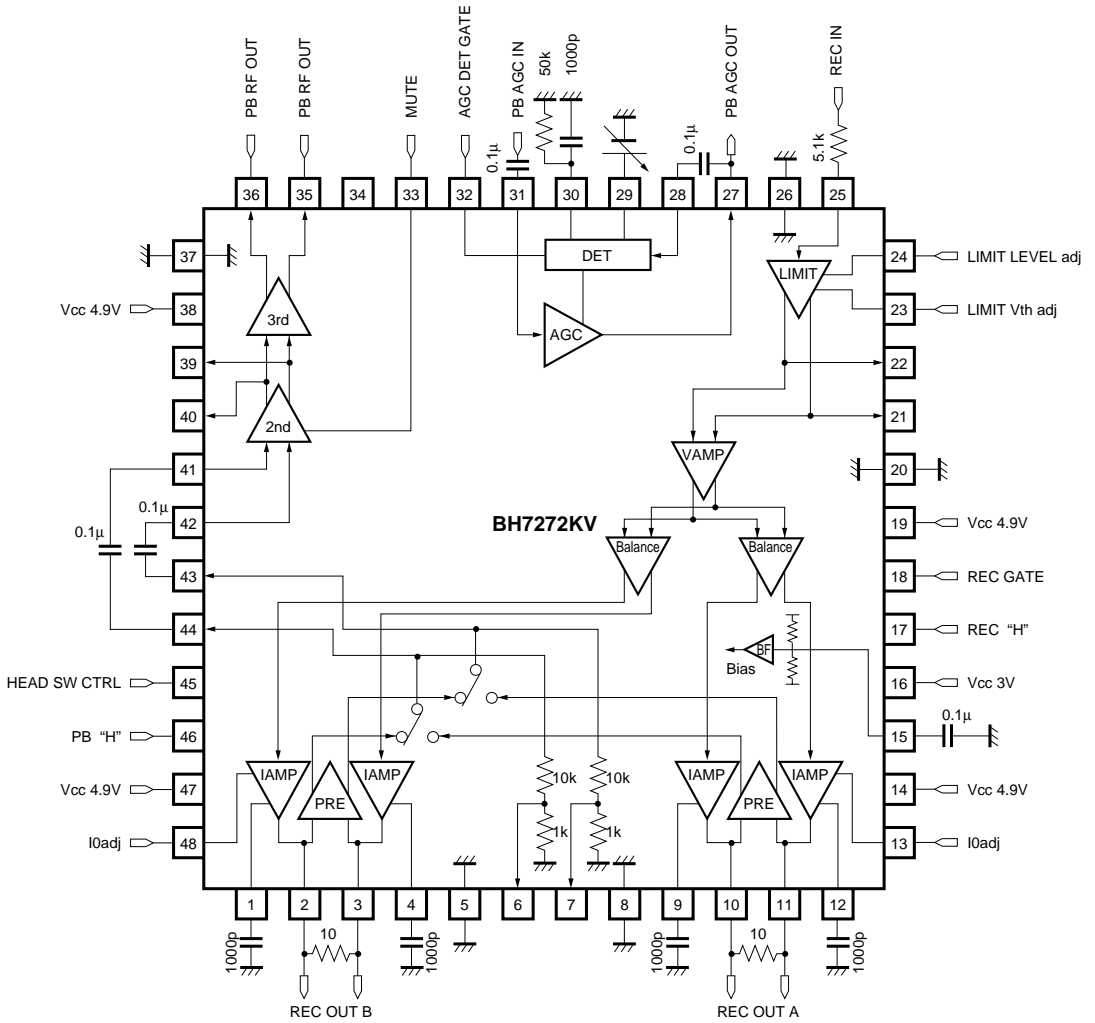 PB RF OUT
PB RF OUT
MUTE
AGC DET GATE
PB AGC IN
50k
1000p
PB AGC OUT
REC IN
0.1μ
0.1μ
5.1k
36
35
34
33
32
31
30
29
28
27
26
25
37
DET
LIMIT
24
LIMIT LEVEL adj
Vcc 4.9V
38
3rd
AGC
23
LIMIT Vth adj
39
22
40
2nd
21
41
VAMP
20
0.1μ
0.1μ
42
BH7272KV
19
Vcc 4.9V
43
Balance
Balance
18
REC GATE
44
17
REC “H”
BF
Bias
HEAD SW CTRL
45
16
Vcc 3V
0.1μ
PB “H”
46
15
IAMP
PRE
IAMP
10k
10k
IAMP
PRE
IAMP
Vcc 4.9V
47
14
Vcc 4.9V
1k
1k
I0adj
48
13
I0adj
1
2
3
4
5
6
7
8
9
10
11
12
1000p
10
1000p
1000p
10
1000p
REC OUT B
REC OUT A